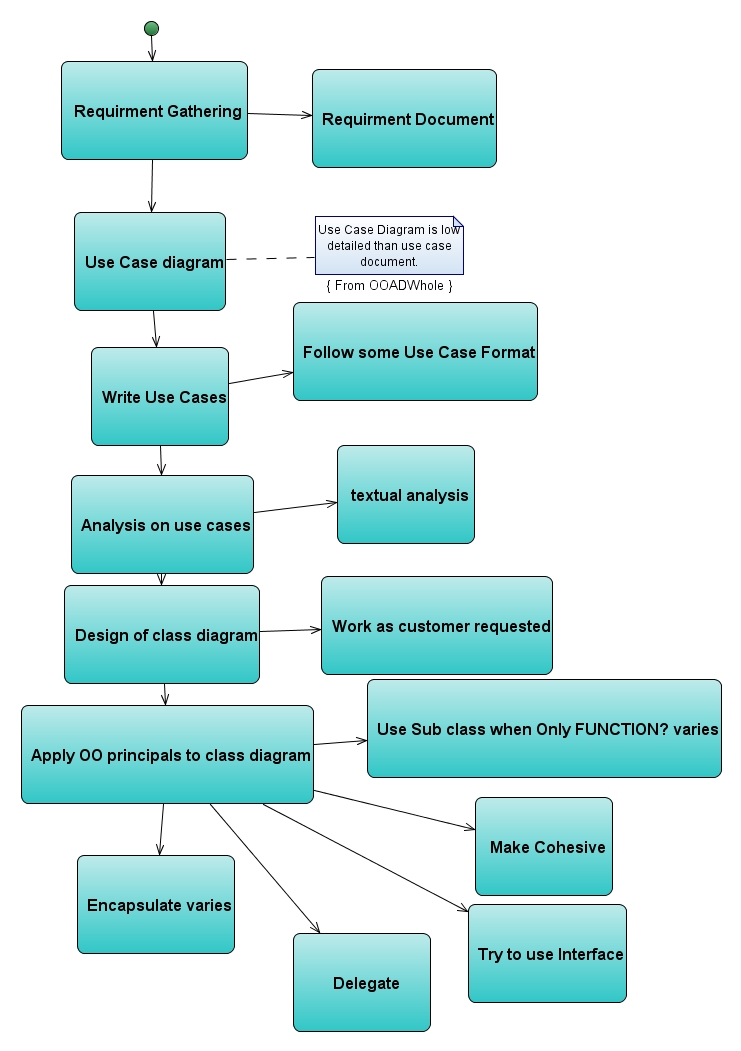 Requirment Gathering
Requirment Document
Use Case diagram
Use Case Diagram is low
detailed than use case
document.
{ From OOADWhole }
Follow some Use Case Format
Write Use Cases
textual analysis
Analysis on use cases
Work as customer requested
Design of class diagram
Use Sub class when Only FUNCTION? varies
Apply OO principals to class diagram
Make Cohesive
Encapsulate varies
Try to use Interface
Delegate